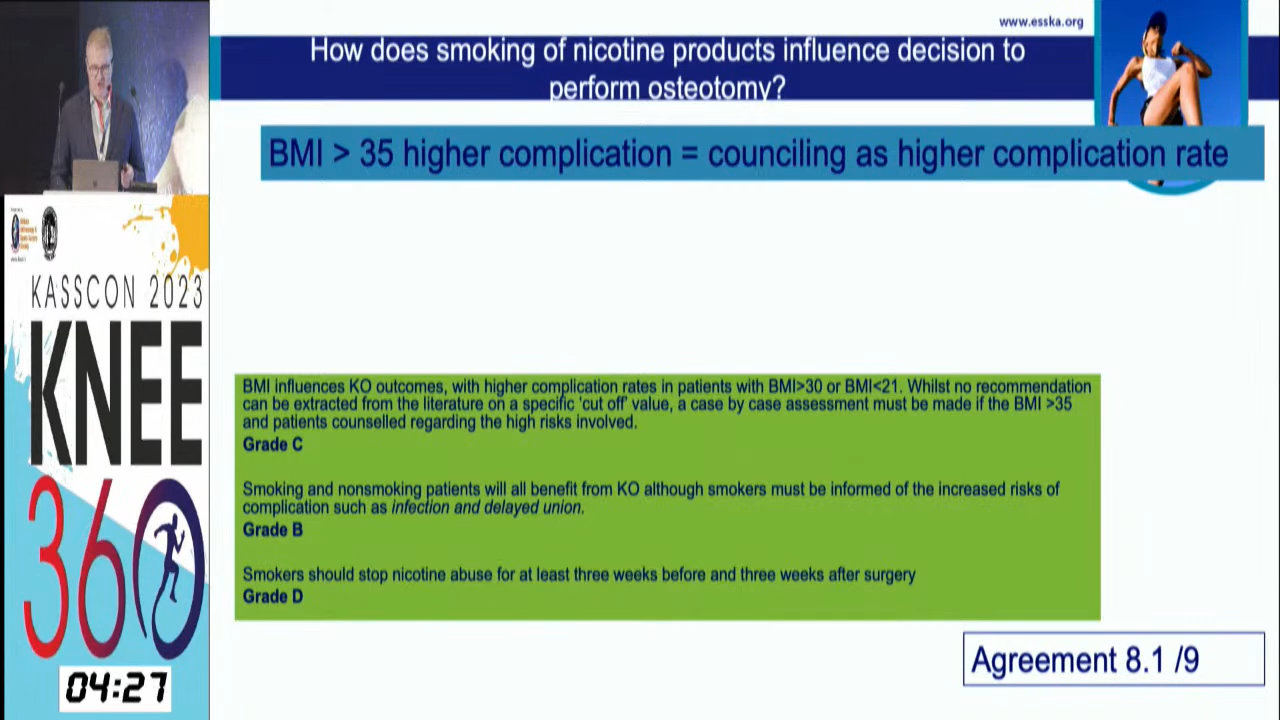 www.esska.org
How does smoking of nicotine products influence decision to
perform osteotomy?
BMI > 35 higher complication = counciling as higher complication rate
KASSCON 2023
KNEE
360
04:27
BMI influences KO outcomes, with higher complication rates in patients with BMI>30 or BMI<21. Whilst no recommendation
can be extracted from the literature on a specific 'cut off' value, a case by case assessment must be made if the BMI >35
and patients counselled regarding the high risks involved.
Grade C
Smoking and nonsmoking patients will all benefit from KO although smokers must be informed of the increased risks of
complication such as infection and delayed union.
Grade B
Smokers should stop nicotine abuse for at least three weeks before and three weeks after surgery
Grade D
Agreement 8.1 /9